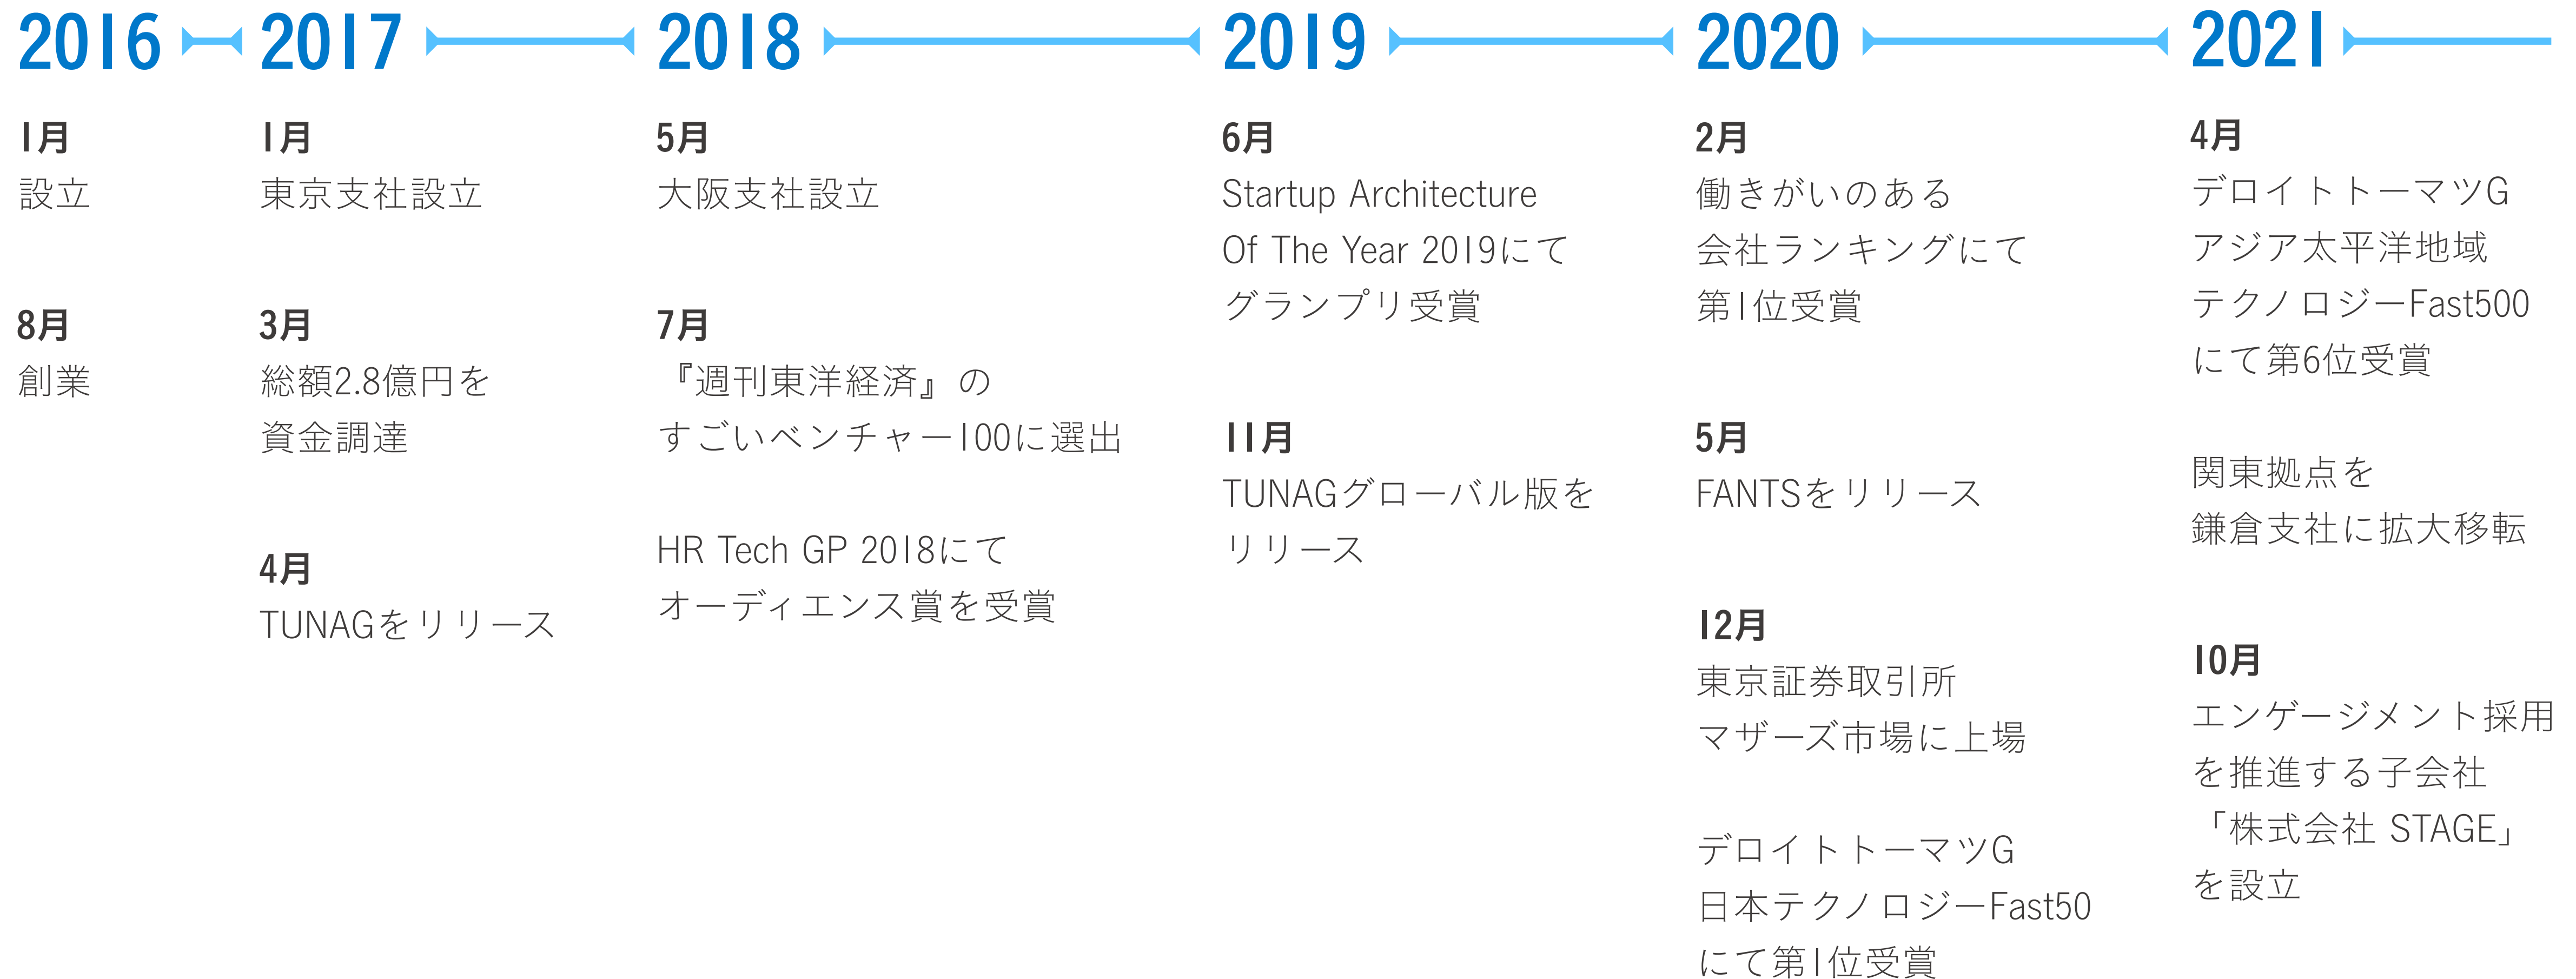 2016
1月
設立
8月
創業
2017
1月
東京支社設立
3月
総額2.8億円を
資金調達
4月
TUNAGをリリース
2018
5月
大阪支社設立
7月
『週刊東洋経済』の
すごいベンチャー100に選出
HR Tech GP 2018にて
オーディエンス賞を受賞
2019
6月
Startup Architecture
Of The Year 2019にて
グランプリ受賞
11月
TUNAGグローバル版を
リリース
2020
2月
働きがいのある
会社ランキングにて
第1位受賞
5月
FANTSをリリース
12月
東京証券取引所
マザーズ市場に上場
デロイトトーマツG
日本テクノロジーFast50
にて第1位受賞
2021
4月
デロイトトーマツG
アジア太平洋地域
テクノロジーFast500
にて第6位受賞
関東拠点を
鎌倉支社に拡大移転
10月
エンゲージメント採用
を推進する子会社
「株式会社 STAGE」
を設立